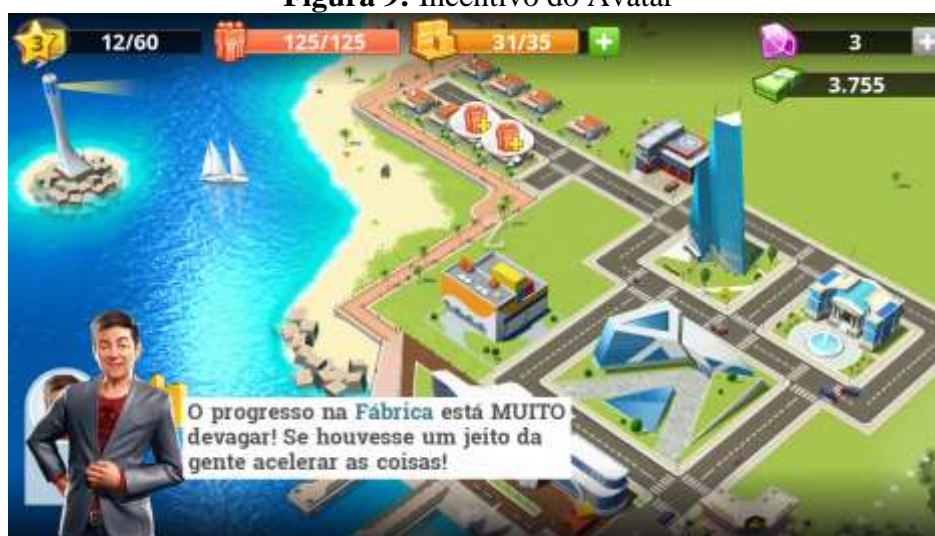 Figura 9: Incentivo do Avatar
3 12/60 125/125 31/35 3
3.755
O progresso na Fábrica está MUITO
devagar! Se houvesse um jeito da
gente acelerar as coisas!